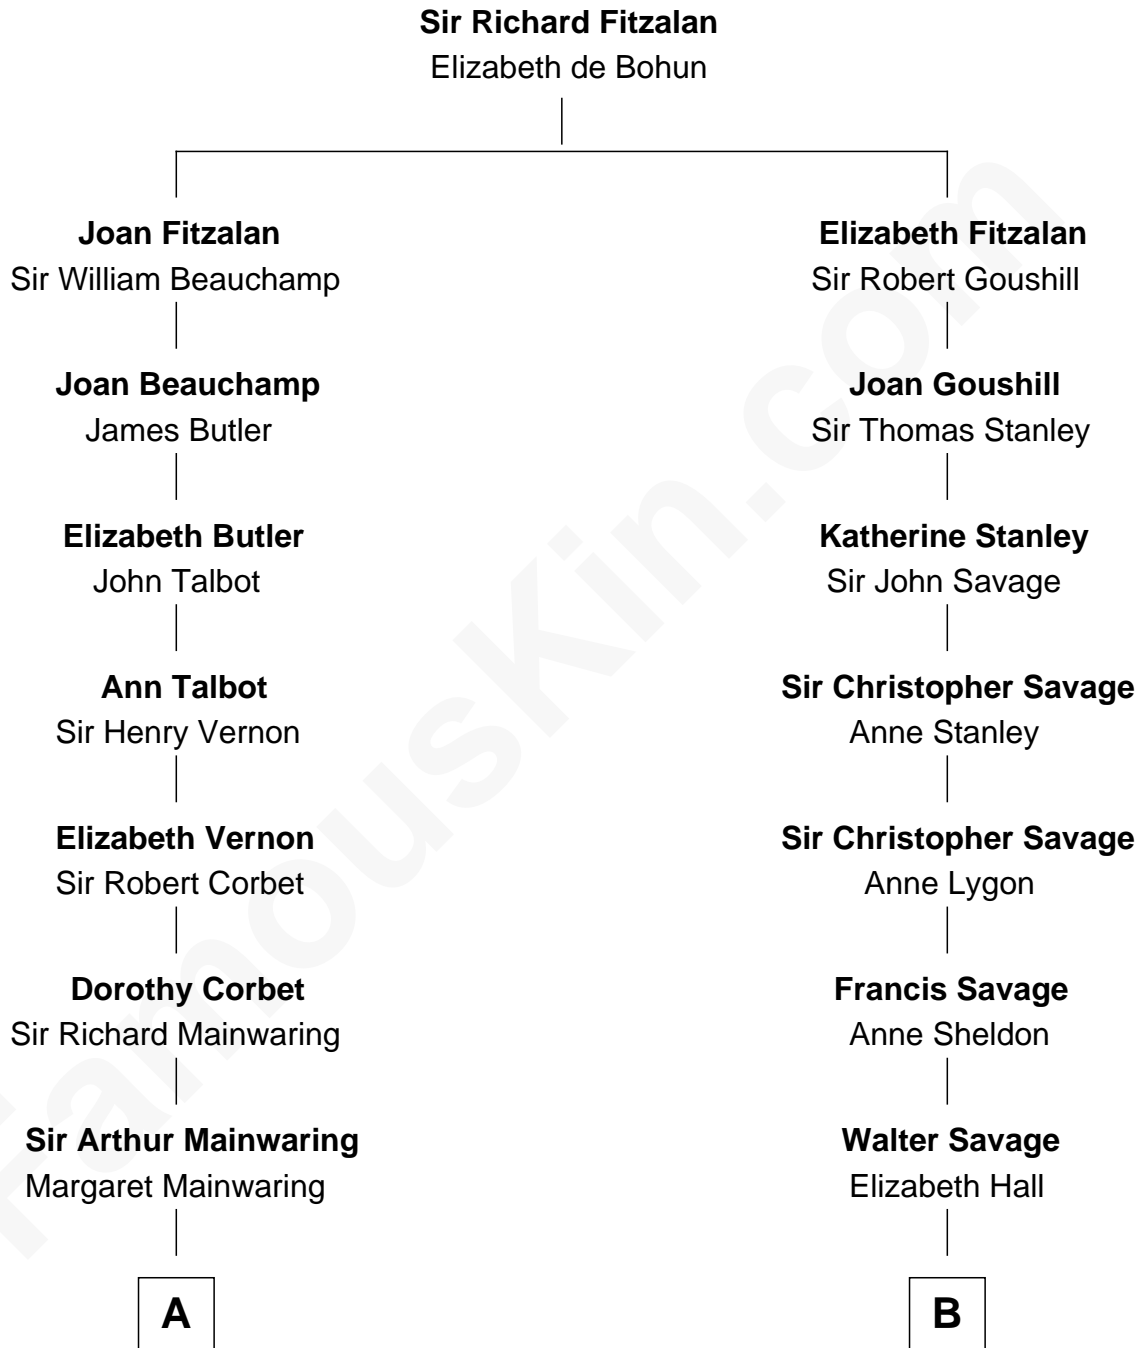 Sir Richard Fitzalan
Elizabeth de Bohun
Joan Fitzalan
Sir William Beauchamp
Elizabeth Fitzalan
Sir Robert Goushill
Joan Beauchamp
James Butler
Joan Goushill
Sir Thomas Stanley
Elizabeth Butler
John Talbot
Katherine Stanley
Sir John Savage
Ann Talbot
Sir Henry Vernon
Sir Christopher Savage
Anne Stanley
Elizabeth Vernon
Sir Robert Corbet
Sir Christopher Savage
Anne Lygon
Dorothy Corbet
Sir Richard Mainwaring
Francis Savage
Anne Sheldon
Sir Arthur Mainwaring
Margaret Mainwaring
Walter Savage
Elizabeth Hall
A
B
FamousKin.com